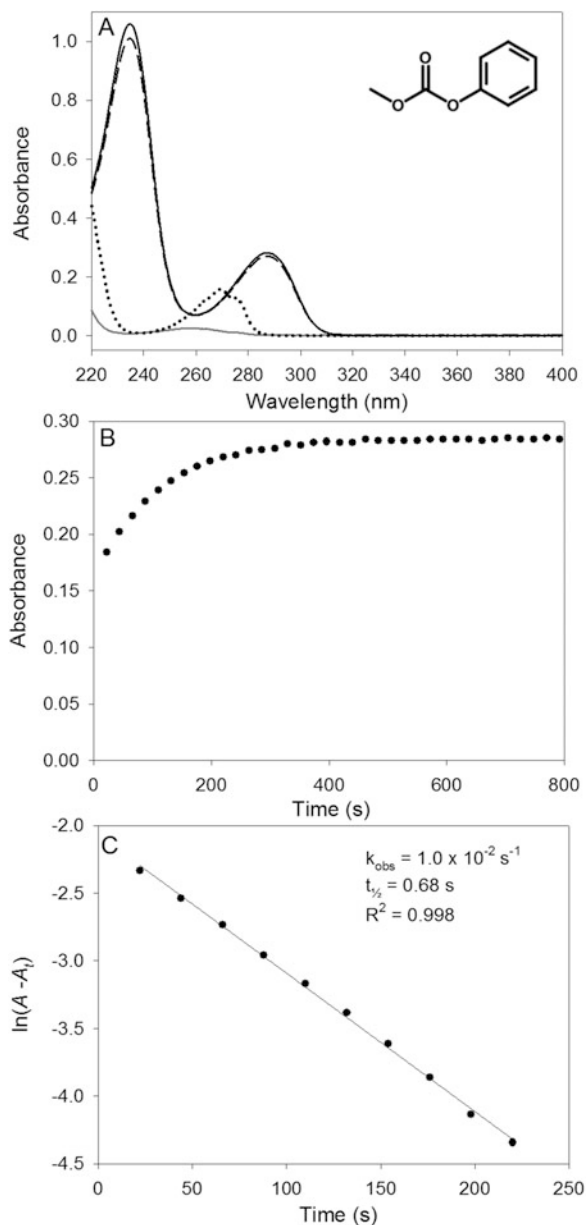 A
1.0
0.8
0.6
0.4
0.2
0.0
Absorbance
O
O
O
220 240 260 280 300 320 340 360 380 400
Wavelength (nm)
B
0.30
0.25
0.20
0.15
0.10
0.05
0.00
Absorbance
0 200 400 600 800
Time (s)
C
-2.0
-2.5
-3.0
-3.5
-4.0
-4.5
ln(A -Aₜ)
k_obs = 1.0 x 10⁻² s⁻¹
t½ = 0.68 s
R² = 0.998
0 50 100 150 200 250
Time (s)